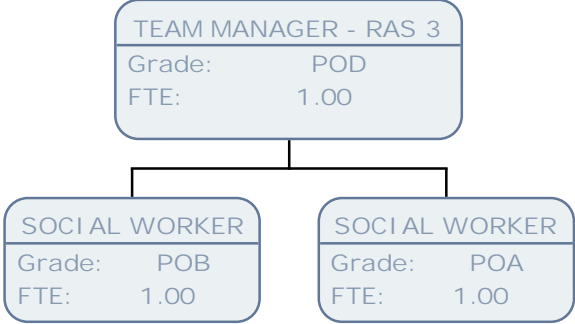 TEAM MANAGER - RAS 3
Grade: POD
FTE: 1.00
SOCIAL WORKER
Grade: POB
FTE: 1.00
SOCIAL WORKER
Grade: POA
FTE: 1.00